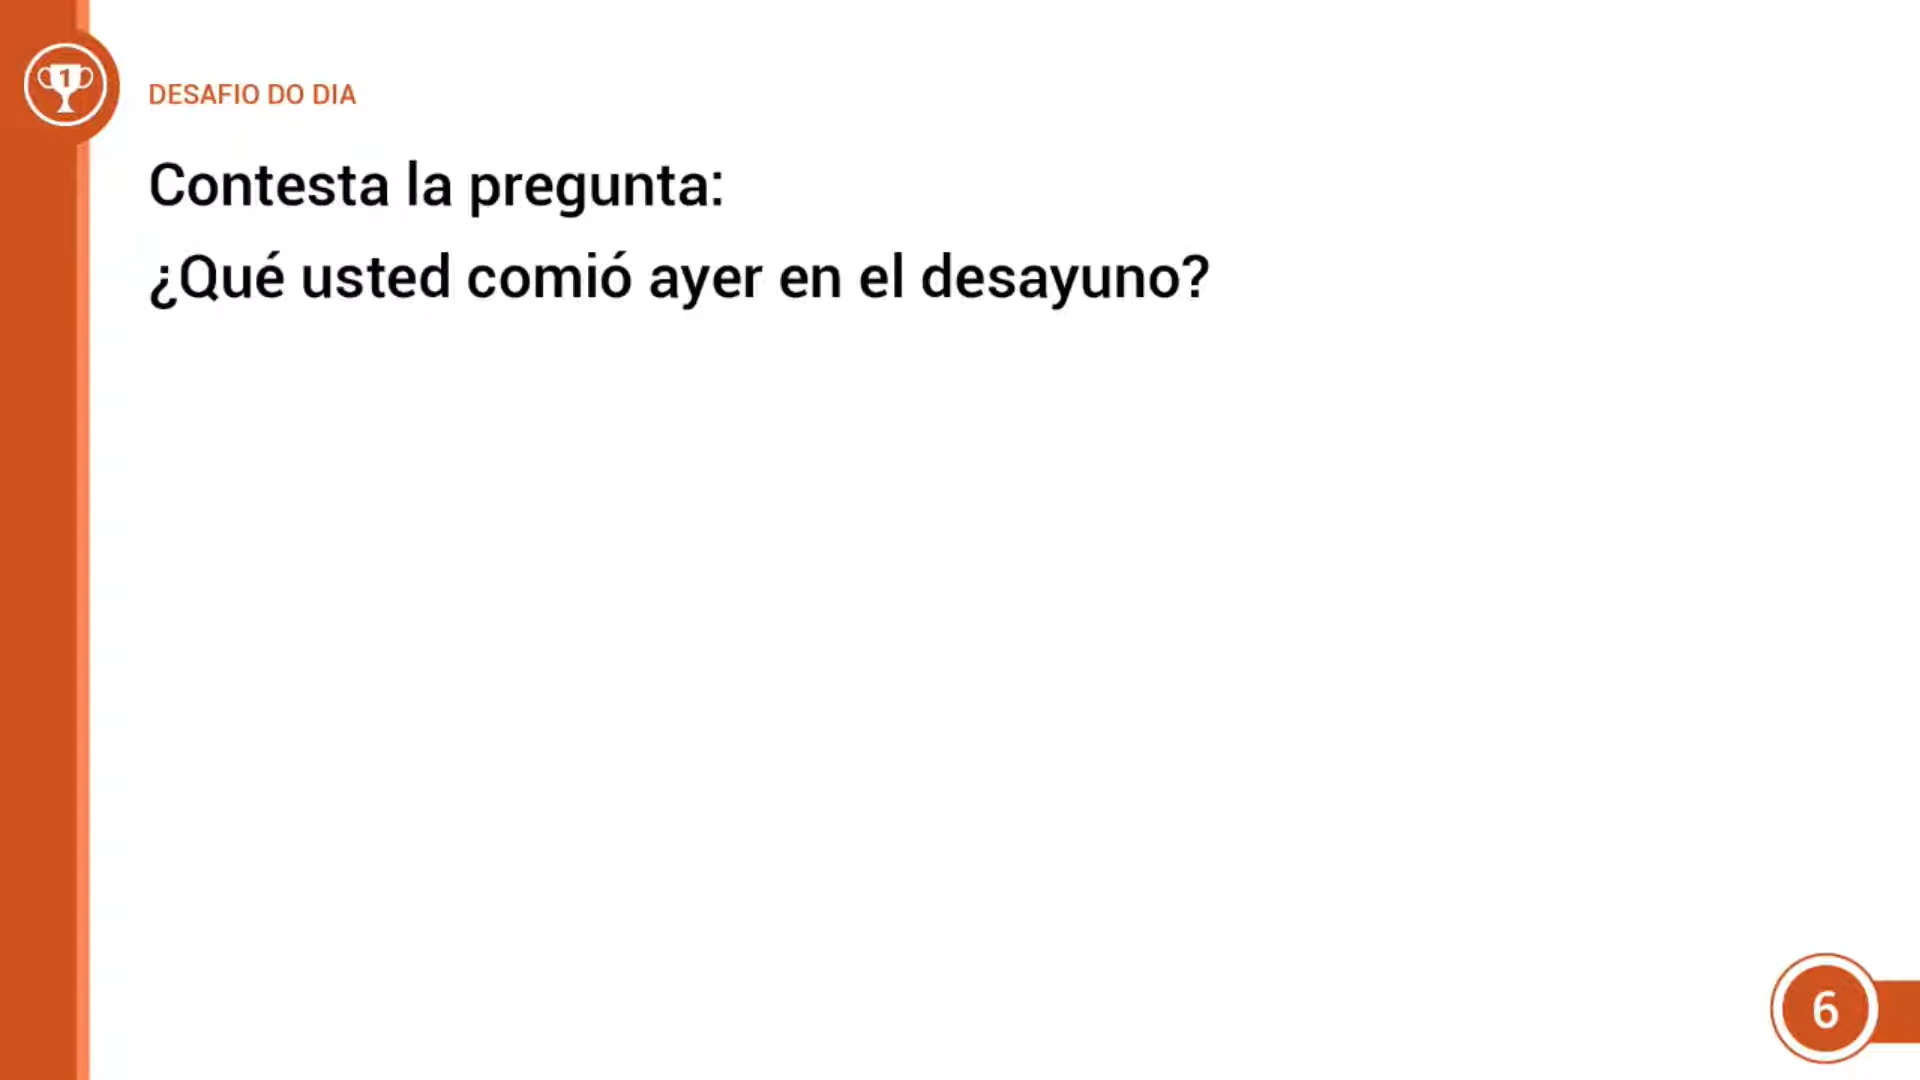 1
DESAFIO DO DIA
Contesta la pregunta:
¿Qué usted comió ayer en el desayuno?
6